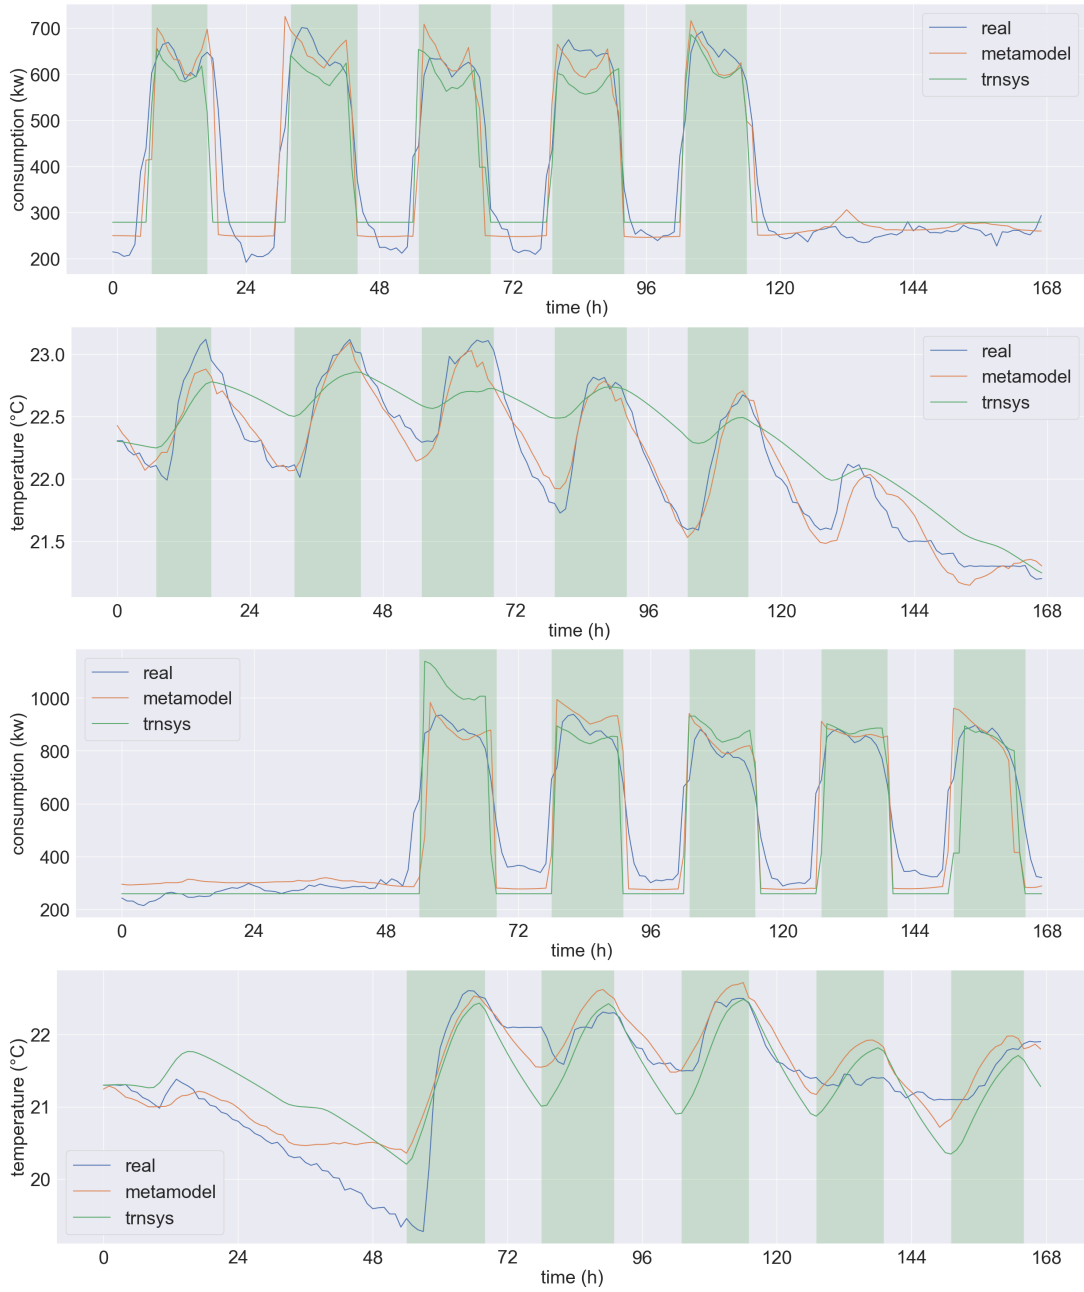 700
600
500
400
300
200
consumption (kw)
real
metamodel
trnsys
0 24 48 72 96 120 144 168
time (h)
23.0
22.5
22.0
21.5
temperature (°C)
real
metamodel
trnsys
0 24 48 72 96 120 144 168
time (h)
1000
800
600
400
200
consumption (kw)
real
metamodel
trnsys
0 24 48 72 96 120 144 168
time (h)
22
21
20
temperature (°C)
real
metamodel
trnsys
0 24 48 72 96 120 144 168
time (h)